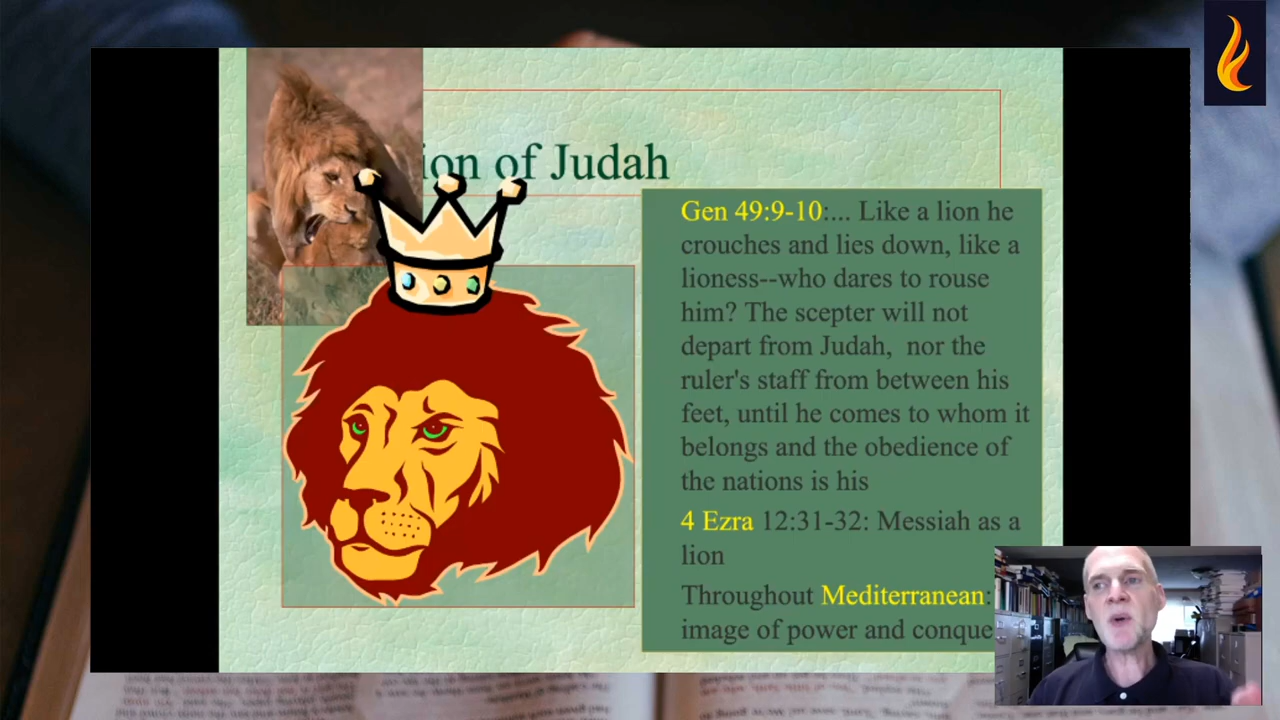 ion of Judah
Gen 49:9-10:... Like a lion he
crouches and lies down, like a
lioness--who dares to rouse
him? The scepter will not
depart from Judah, nor the
ruler's staff from between his
feet, until he comes to whom it
belongs and the obedience of
the nations is his
4 Ezra 12:31-32: Messiah as a
lion
Throughout Mediterranean:
image of power and conque